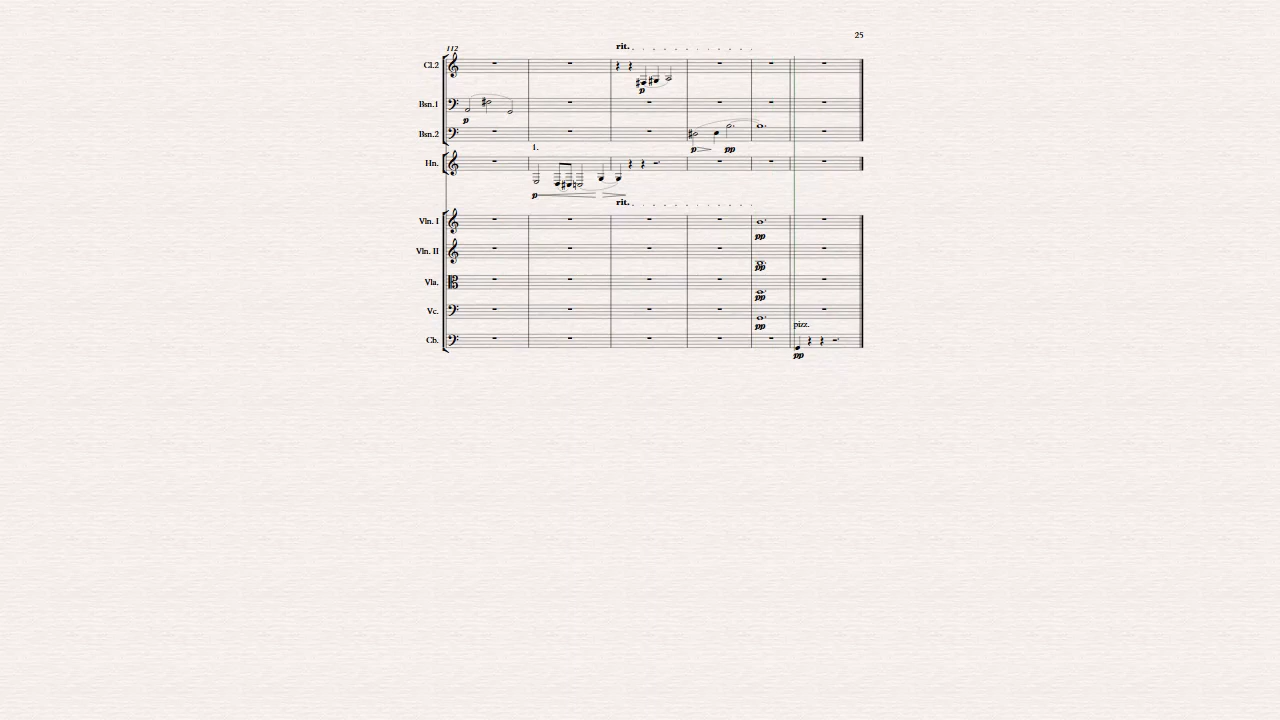 25
112
rit.
Cl.2
p
Bsn.1
p
Bsn.2
p pp
1.
Hn.
p
rit.
Vln. I
pp
Vln. II
pp
Vla.
pp
Vc.
pp
pizz.
Cb.
pp